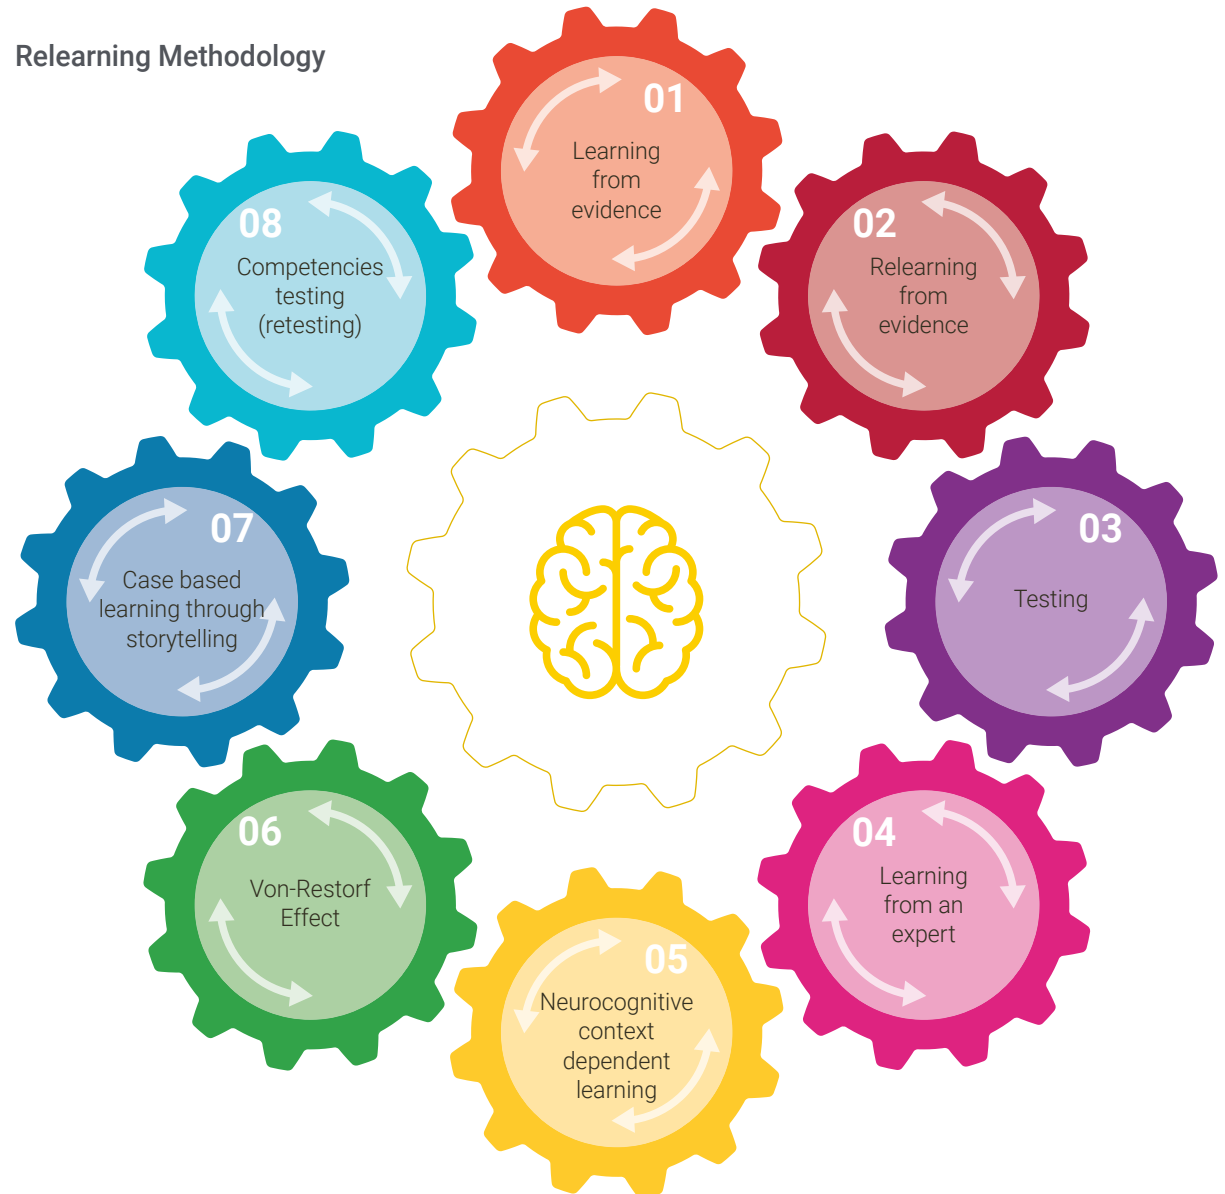 Relearning Methodology
01
Learning
from
evidence
02
Relearning
from
evidence
03
Testing
04
Learning
from an
expert
05
Neurocognitive
context
dependent
learning
06
Von-Restorf
Effect
07
Case based
learning through
storytelling
08
Competencies
testing
(retesting)